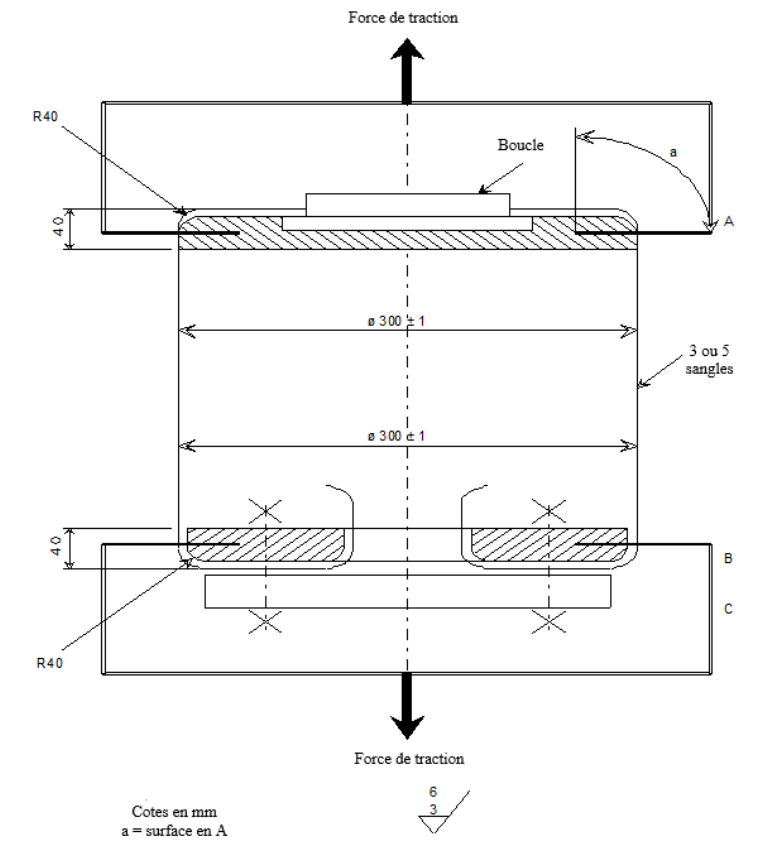 Force de traction
R40
Boucle
a
40
A
ø 300 ± 1
3 ou 5
sangles
ø 300 ± 1
40
B
C
R40
Force de traction
6
3
Cotes en mm
a = surface en A